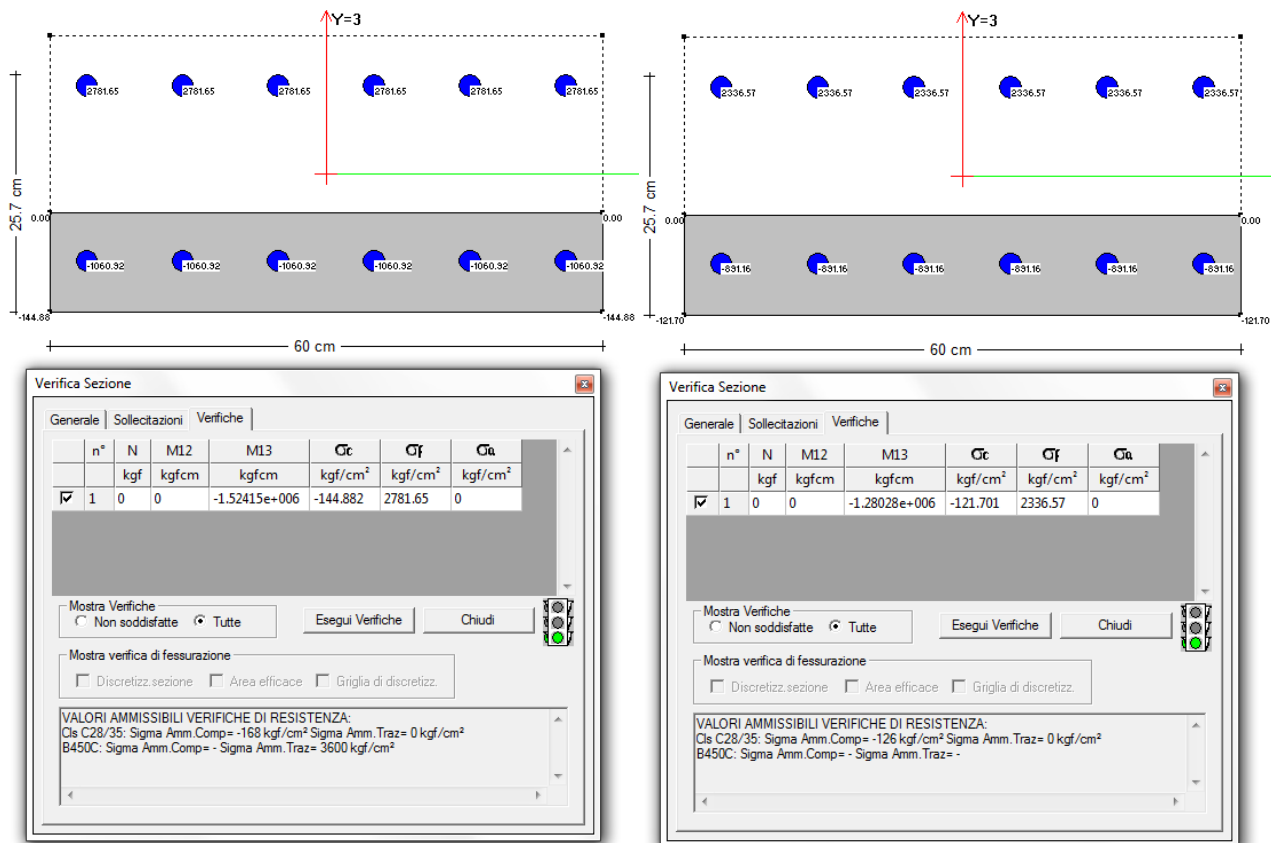 Y=3
2781.65 2781.65 2781.65 2781.65 2781.65 2781.65
25.7 cm
0.00 0.00
-1060.92 -1060.92 -1060.92 -1060.92 -1060.92 -1060.92
-144.88 -144.88
60 cm
Verifica Sezione
Generale Sollecitazioni Verifiche
n° N M12 M13 σc σf σa
kgf kgfcm kgfcm kgf/cm² kgf/cm² kgf/cm²
1 0 0 -1.52415e+006 -144.882 2781.65 0
Mostra Verifiche
Non soddisfatte Tutte
Esegui Verifiche Chiudi
Mostra verifica di fessurazione
Discretizz.sezione Area efficace Griglia di discretizz.
VALORI AMMISSIBILI VERIFICHE DI RESISTENZA:
Cls C28/35: Sigma Amm.Comp= -168 kgf/cm² Sigma Amm.Traz= 0 kgf/cm²
B450C: Sigma Amm.Comp= - Sigma Amm.Traz= 3600 kgf/cm²
Y=3
2336.57 2336.57 2336.57 2336.57 2336.57 2336.57
25.7 cm
0.00 0.00
-891.16 -891.16 -891.16 -891.16 -891.16 -891.16
-121.70 -121.70
60 cm
Verifica Sezione
Generale Sollecitazioni Verifiche
n° N M12 M13 σc σf σa
kgf kgfcm kgfcm kgf/cm² kgf/cm² kgf/cm²
1 0 0 -1.28028e+006 -121.701 2336.57 0
Mostra Verifiche
Non soddisfatte Tutte
Esegui Verifiche Chiudi
Mostra verifica di fessurazione
Discretizz.sezione Area efficace Griglia di discretizz.
VALORI AMMISSIBILI VERIFICHE DI RESISTENZA:
Cls C28/35: Sigma Amm.Comp= -126 kgf/cm² Sigma Amm.Traz= 0 kgf/cm²
B450C: Sigma Amm.Comp= - Sigma Amm.Traz= -